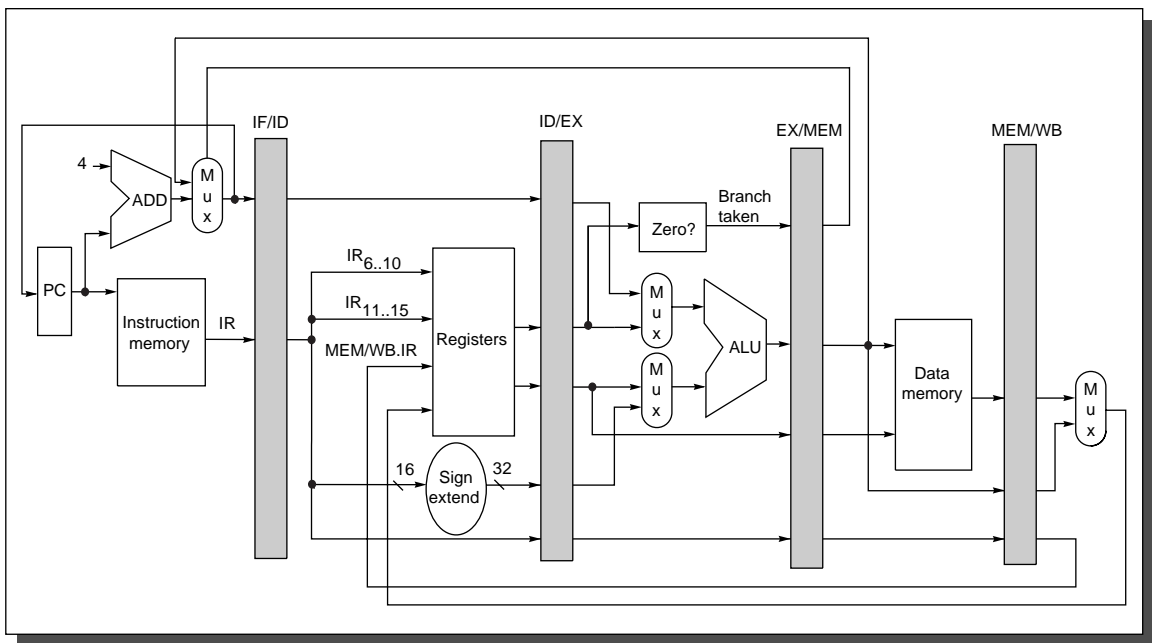 IF/ID
ID/EX
EX/MEM
MEM/WB
4
ADD
M
u
x
PC
Instruction
memory
IR
IR6..10
IR11..15
MEM/WB.IR
Registers
16
Sign
extend
32
Zero?
Branch
taken
M
u
x
M
u
x
ALU
Data
memory
M
u
x